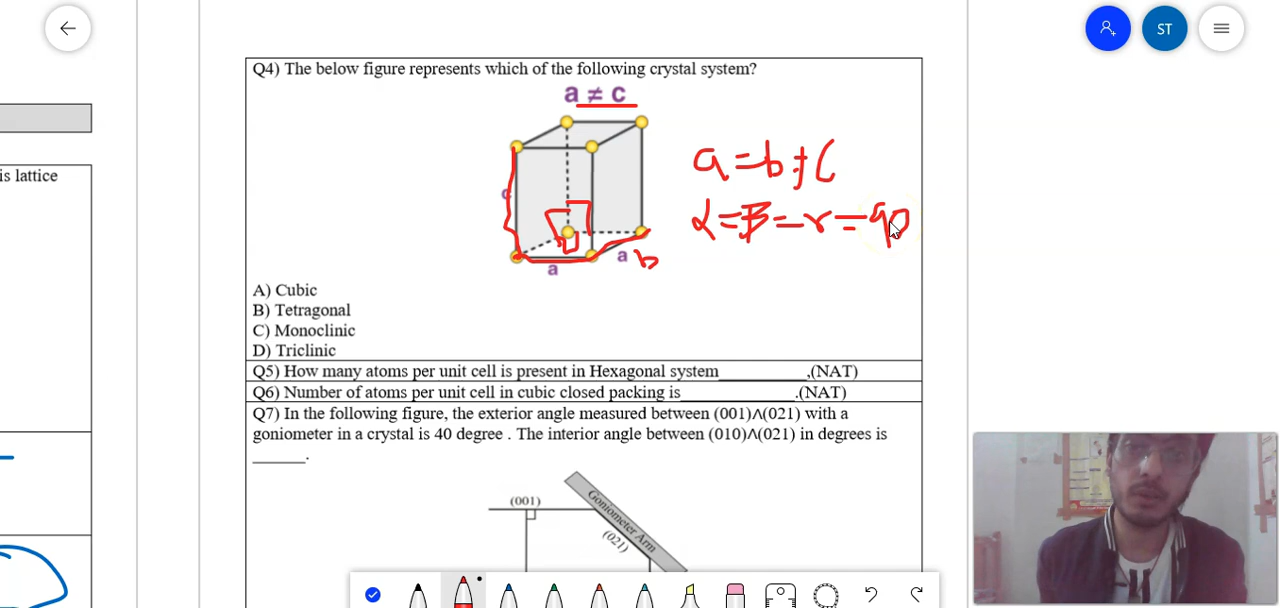 ST
is lattice
Q4) The below figure represents which of the following crystal system?
a ≠ c
c
a
a
b
a = b ≠ c
α = β = r = 90
A) Cubic
B) Tetragonal
C) Monoclinic
D) Triclinic
Q5) How many atoms per unit cell is present in Hexagonal system__________,(NAT)
Q6) Number of atoms per unit cell in cubic closed packing is_____________.(NAT)
Q7) In the following figure, the exterior angle measured between (001)Λ(021) with a
goniometer in a crystal is 40 degree . The interior angle between (010)Λ(021) in degrees is
______.
(001)
Goniometer Arm
(021)